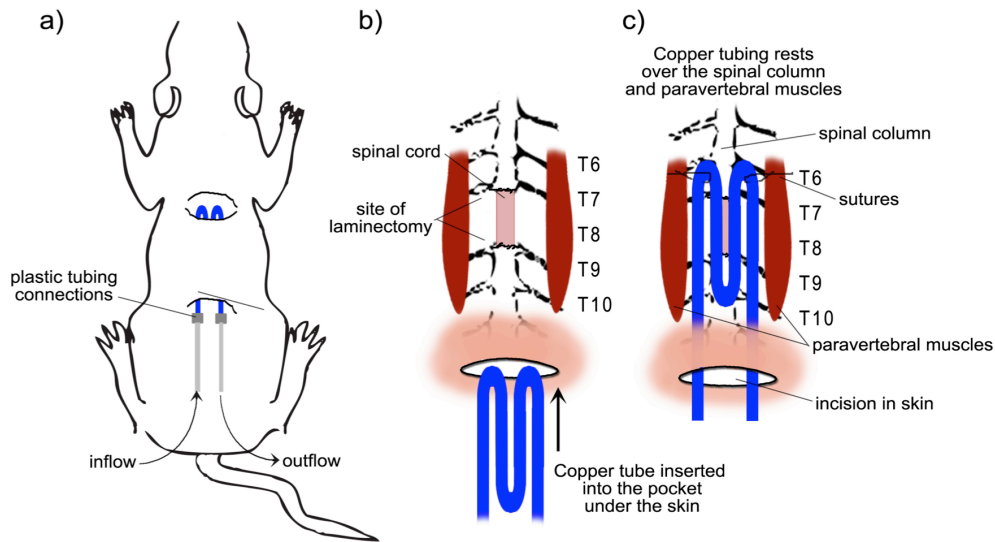 a)
plastic tubing
connections
inflow
outflow
b)
spinal cord
site of
laminectomy
T6
T7
T8
T9
T10
Copper tube inserted
into the pocket
under the skin
c)
Copper tubing rests
over the spinal column
and paravertebral muscles
spinal column
T6
sutures
T7
T8
T9
T10
paravertebral muscles
incision in skin